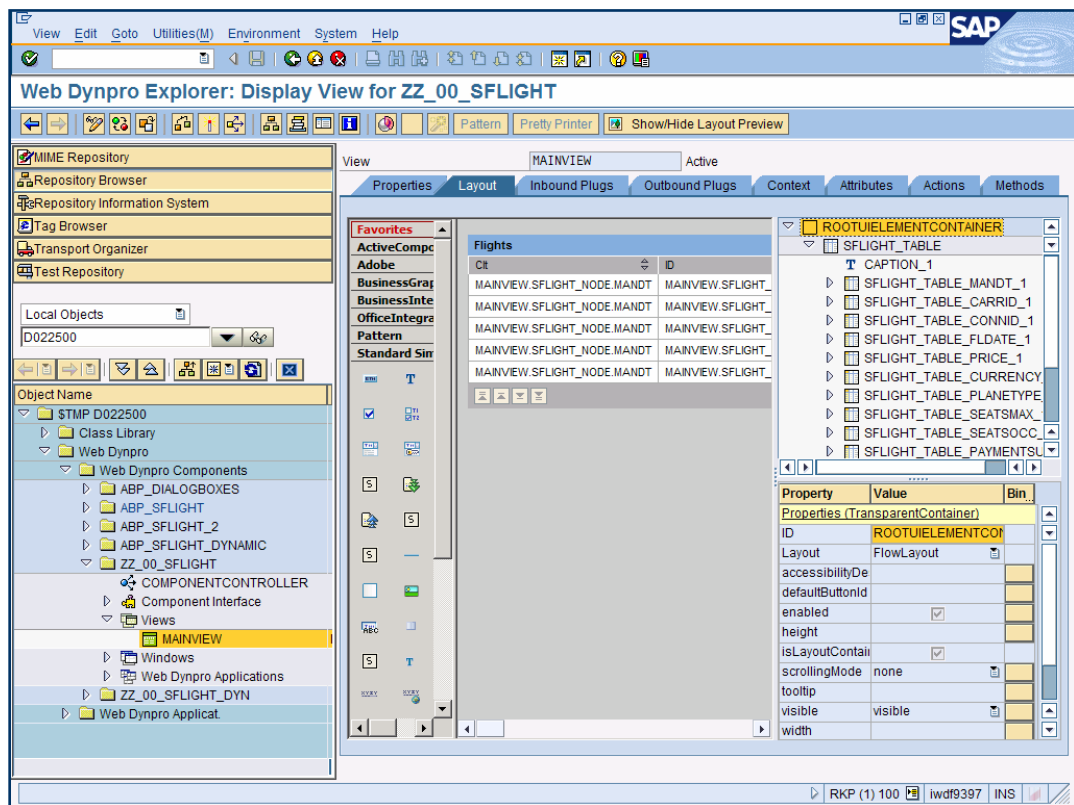 View Edit Goto Utilities(M) Environment System Help
SAP
Web Dynpro Explorer: Display View for ZZ_00_SFLIGHT
Pattern Pretty Printer Show/Hide Layout Preview
MIME Repository
Repository Browser
Repository Information System
Tag Browser
Transport Organizer
Test Repository
Local Objects
D022500
Object Name
$TMP D022500
Class Library
Web Dynpro
Web Dynpro Components
ABP_DIALOGBOXES
ABP_SFLIGHT
ABP_SFLIGHT_2
ABP_SFLIGHT_DYNAMIC
ZZ_00_SFLIGHT
COMPONENTCONTROLLER
Component Interface
Views
MAINVIEW
Windows
Web Dynpro Applications
ZZ_00_SFLIGHT_DYN
Web Dynpro Applicat.
View MAINVIEW Active
Properties Layout Inbound Plugs Outbound Plugs Context Attributes Actions Methods
Favorites
ActiveCompo
Adobe
BusinessGrap
BusinessInte
OfficeIntegra
Pattern
Standard Sim
Flights
Clt ID
MAINVIEW.SFLIGHT_NODE.MANDT MAINVIEW.SFLIGHT_
MAINVIEW.SFLIGHT_NODE.MANDT MAINVIEW.SFLIGHT_
MAINVIEW.SFLIGHT_NODE.MANDT MAINVIEW.SFLIGHT_
MAINVIEW.SFLIGHT_NODE.MANDT MAINVIEW.SFLIGHT_
MAINVIEW.SFLIGHT_NODE.MANDT MAINVIEW.SFLIGHT_
ROOTUIELEMENTCONTAINER
SFLIGHT_TABLE
CAPTION_1
SFLIGHT_TABLE_MANDT_1
SFLIGHT_TABLE_CARRID_1
SFLIGHT_TABLE_CONNID_1
SFLIGHT_TABLE_FLDATE_1
SFLIGHT_TABLE_PRICE_1
SFLIGHT_TABLE_CURRENCY_
SFLIGHT_TABLE_PLANETYPE_
SFLIGHT_TABLE_SEATSMAX_
SFLIGHT_TABLE_SEATSOCC_
SFLIGHT_TABLE_PAYMENTSU
Property Value Bin...
Properties (TransparentContainer)
ID ROOTUIELEMENTCON
Layout FlowLayout
accessibilityDe
defaultButtonId
enabled
height
isLayoutContain
scrollingMode none
tooltip
visible visible
width
RKP (1) 100 iwdf9397 INS